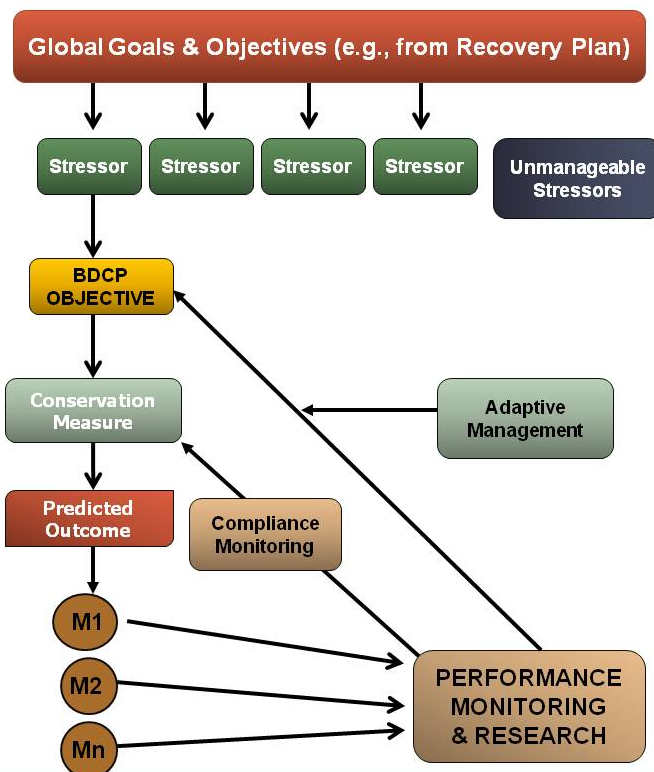 Global Goals & Objectives (e.g., from Recovery Plan)
Stressor
Stressor
Stressor
Stressor
Unmanageable
Stressors
BDCP
OBJECTIVE
Conservation
Measure
Adaptive
Management
Predicted
Outcome
Compliance
Monitoring
M1
M2
Mn
PERFORMANCE
MONITORING
& RESEARCH